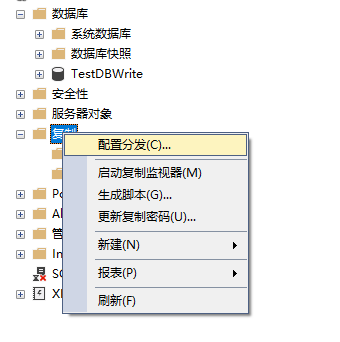 数据库
系统数据库
数据库快照
TestDBWrite
安全性
服务器对象
复制
配置分发(C)...
启动复制监视器(M)
生成脚本(G)...
更新复制密码(U)...
新建(N)
报表(P)
刷新(F)
Po
Al
管
In
XE